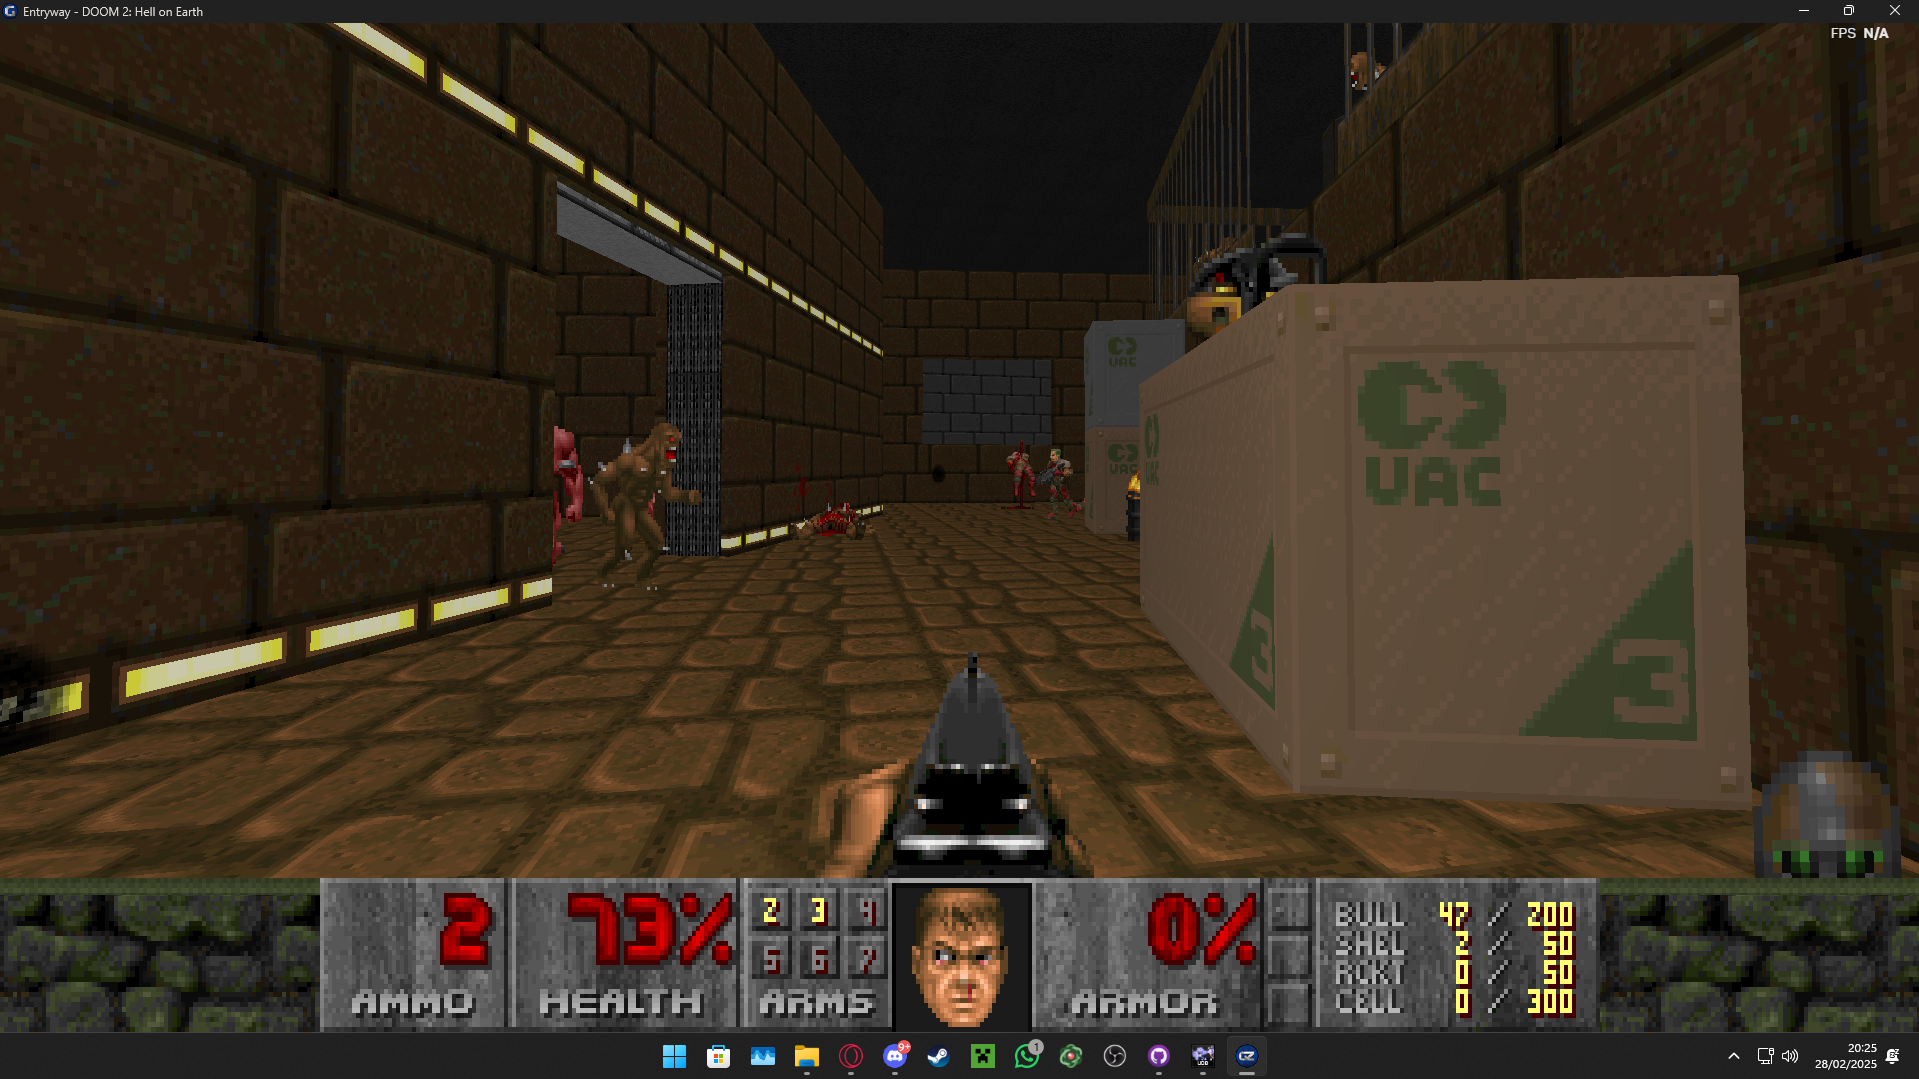 Entryway - DOOM 2: Hell on Earth
FPS N/A
UAC
UAC
UAC
3
3
2
AMMO
73%
HEALTH
2 3 4
5 6 7
ARMS
0%
ARMOR
BULL 47 / 200
SHEL 2 / 50
RCKT 0 / 50
CELL 0 / 300
9+
1
20:25
28/02/2025